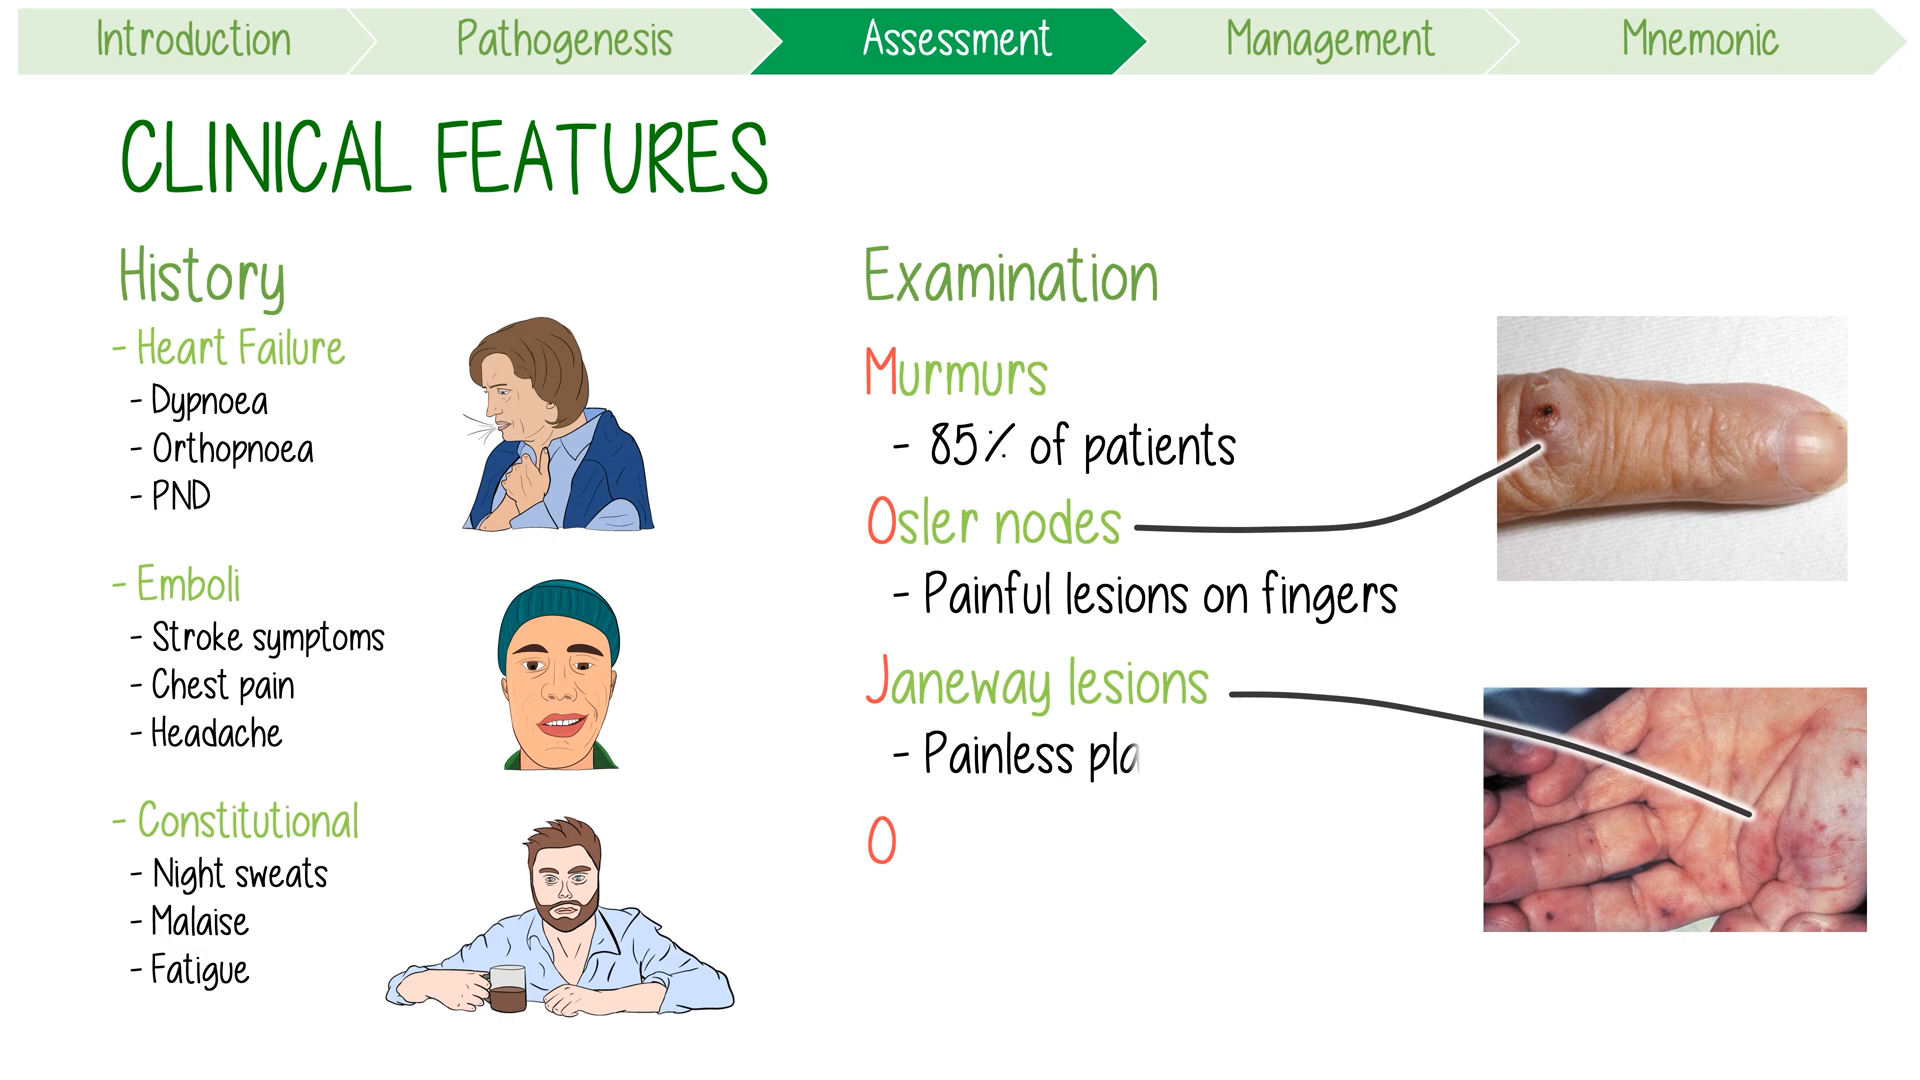 Introduction
Pathogenesis
Assessment
Management
Mnemonic
CLINICAL FEATURES
History
- Heart Failure
- Dypnoea
- Orthopnoea
- PND
- Emboli
- Stroke symptoms
- Chest pain
- Headache
- Constitutional
- Night sweats
- Malaise
- Fatigue
Examination
Murmurs
- 85% of patients
Osler nodes
- Painful lesions on fingers
Janeway lesions
- Painless pla
O